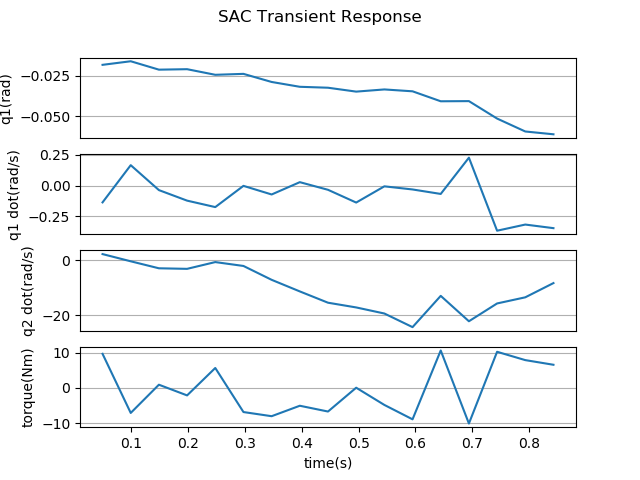 SAC Transient Response
q1(rad)
−0.025
−0.050
q1 dot(rad/s)
0.25
0.00
−0.25
q2 dot(rad/s)
0
−20
torque(Nm)
10
0
−10
0.1 0.2 0.3 0.4 0.5 0.6 0.7 0.8
time(s)